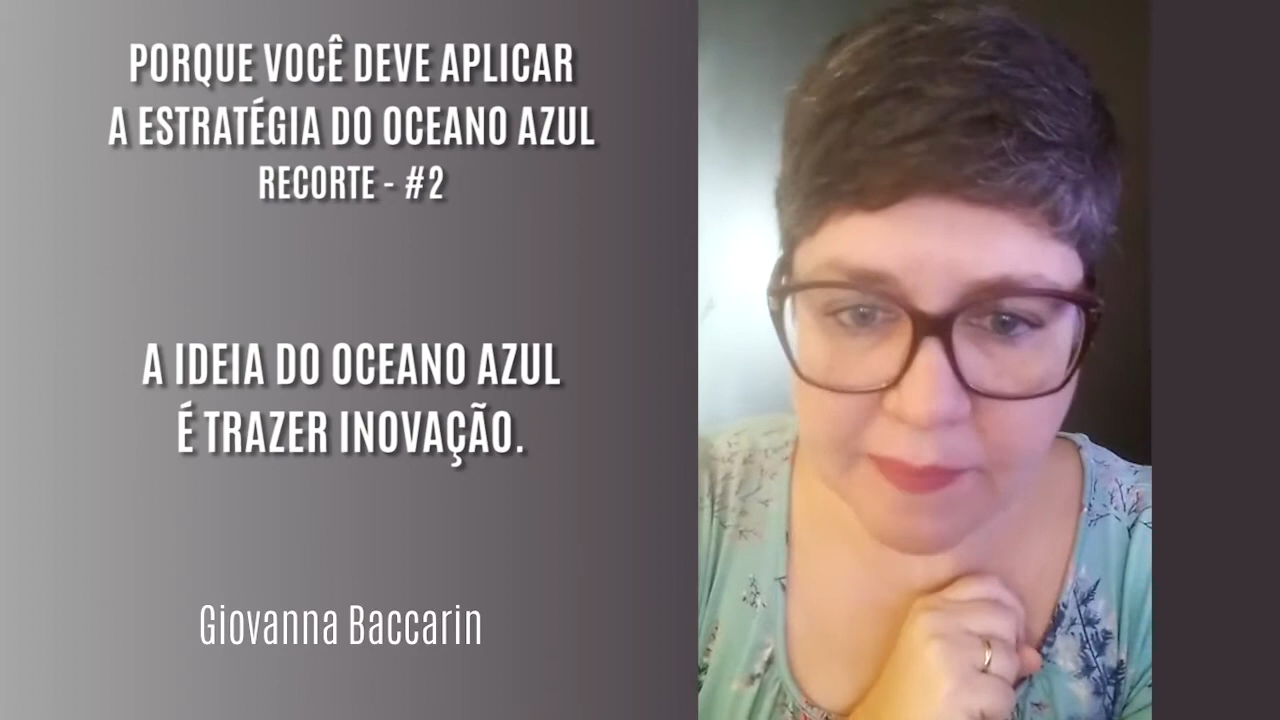 PORQUE VOCÊ DEVE APLICAR
A ESTRATÉGIA DO OCEANO AZUL
RECORTE - #2
A IDEIA DO OCEANO AZUL
É TRAZER INOVAÇÃO.
Giovanna Baccarin